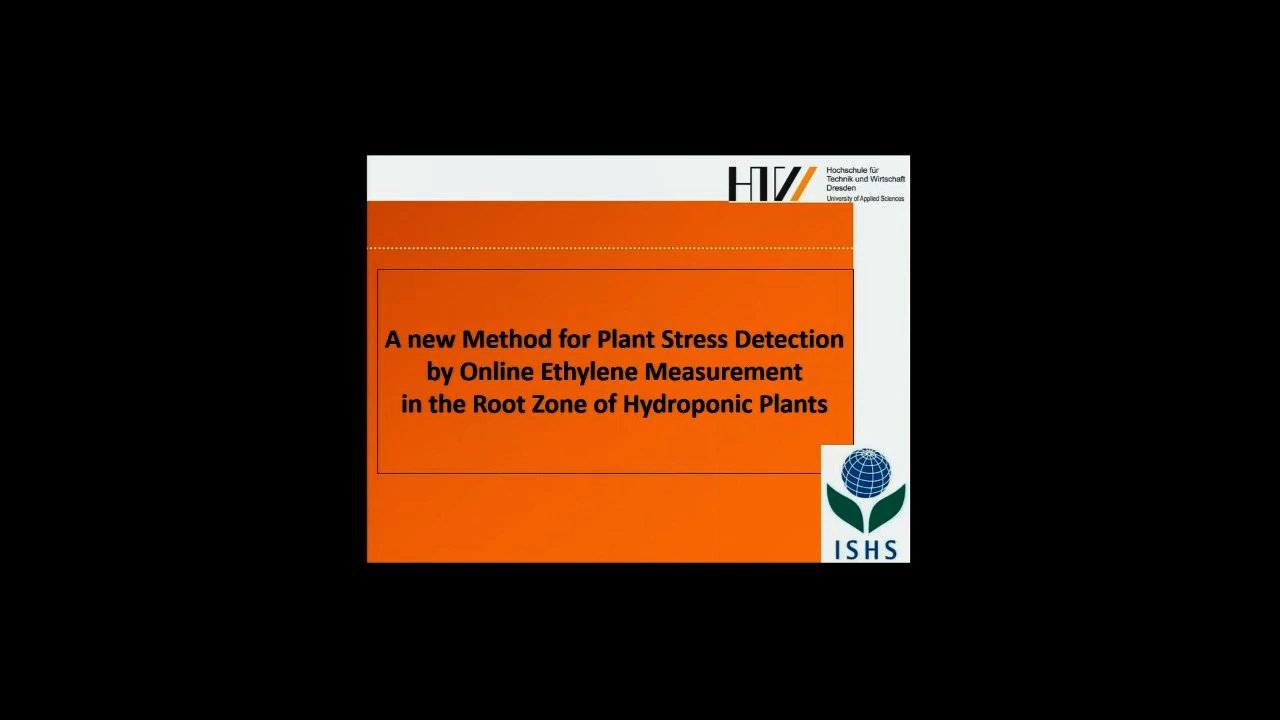 HTW
Hochschule für
Technik und Wirtschaft
Dresden
University of Applied Sciences
A new Method for Plant Stress Detection
by Online Ethylene Measurement
in the Root Zone of Hydroponic Plants
ISHS